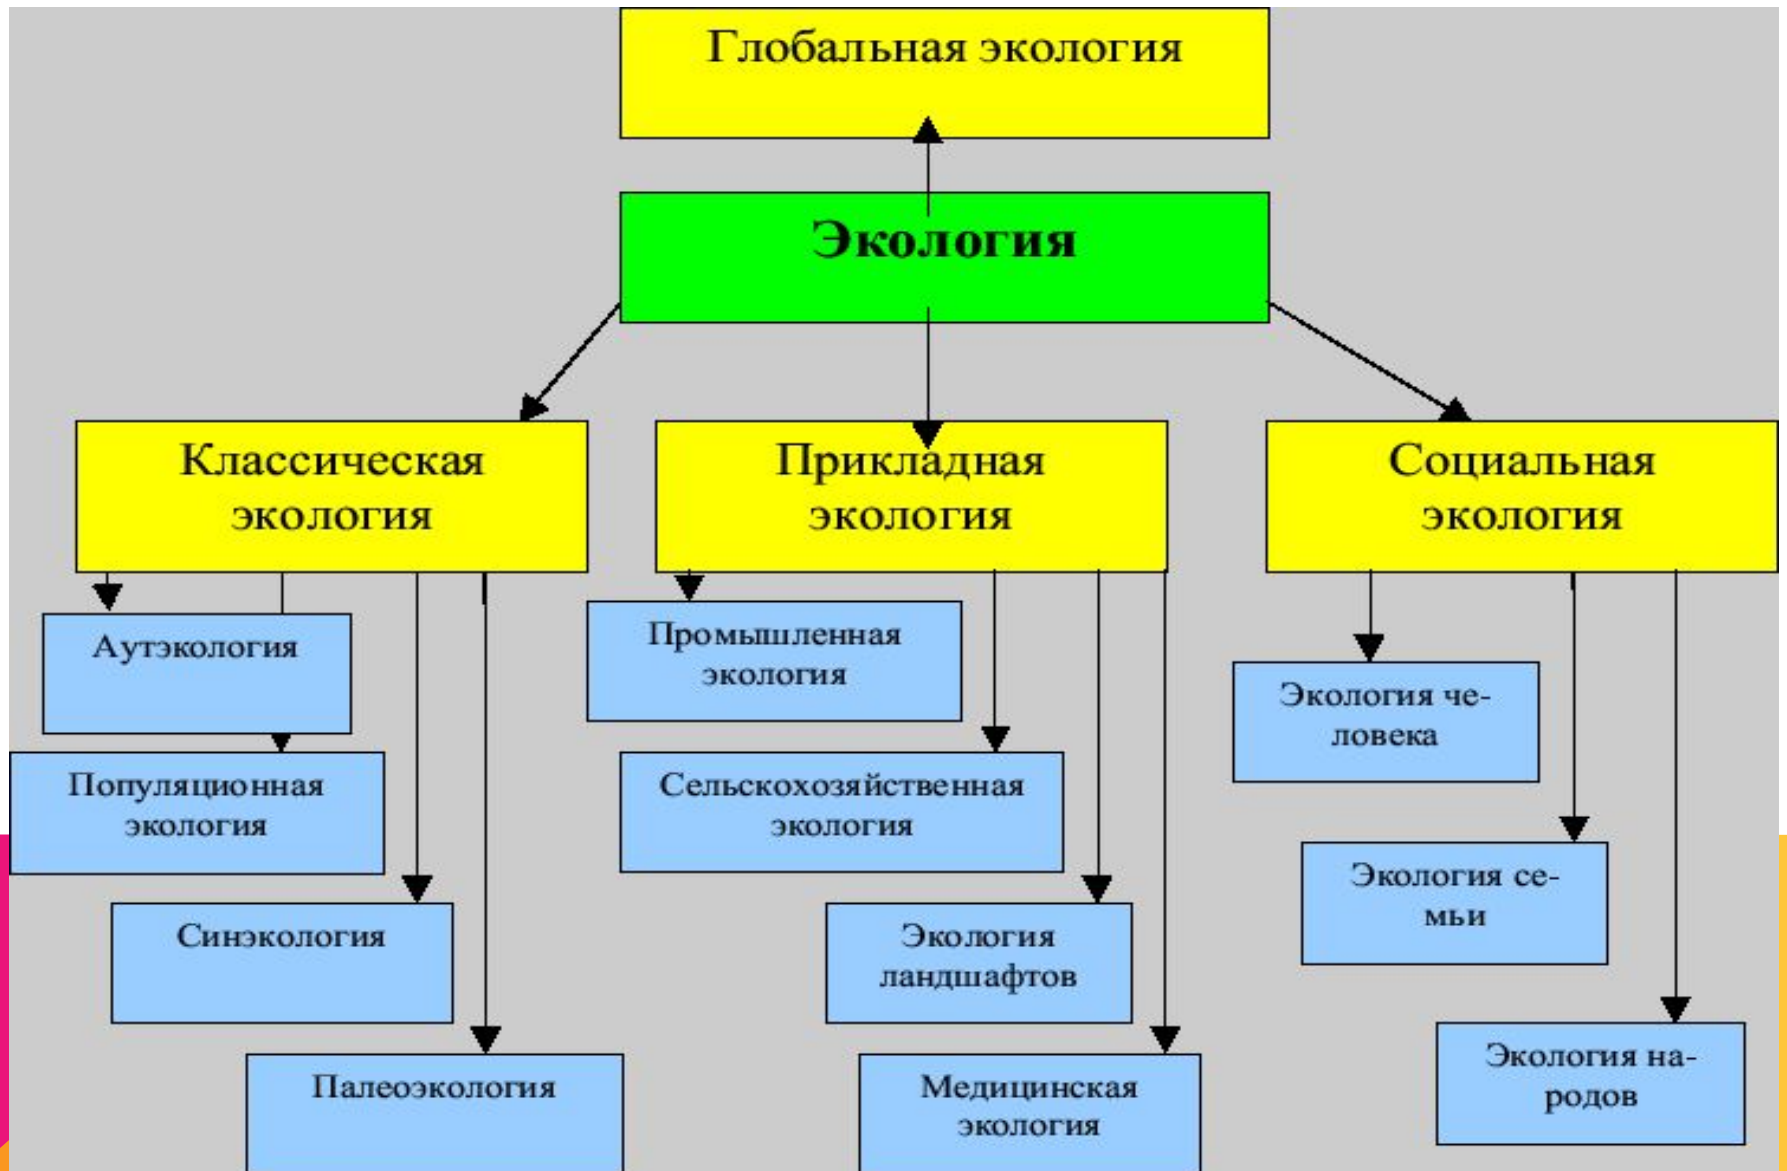 Глобальная экология
Экология
Классическая
экология
Прикладная
экология
Социальная
экология
Аутэкология
Популяционная
экология
Синэкология
Палеоэкология
Промышленная
экология
Сельскохозяйственная
экология
Экология
ландшафтов
Медицинская
экология
Экология че-
ловека
Экология се-
мьи
Экология на-
родов